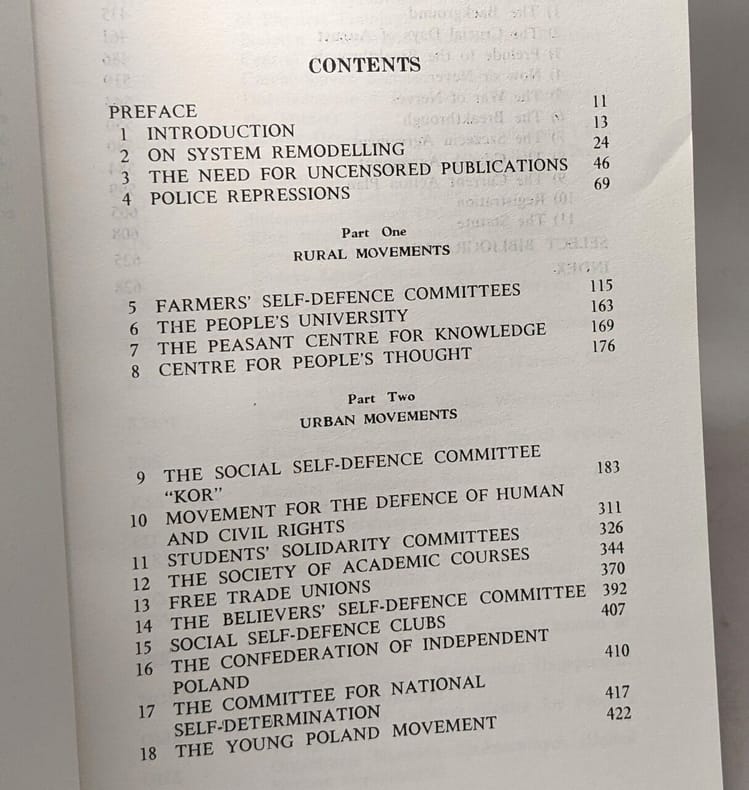 CONTENTS
PREFACE 11
1 INTRODUCTION 13
2 ON SYSTEM REMODELLING 24
3 THE NEED FOR UNCENSORED PUBLICATIONS 46
4 POLICE REPRESSIONS 69
Part One
RURAL MOVEMENTS
5 FARMERS' SELF-DEFENCE COMMITTEES 115
6 THE PEOPLE'S UNIVERSITY 163
7 THE PEASANT CENTRE FOR KNOWLEDGE 169
8 CENTRE FOR PEOPLE'S THOUGHT 176
Part Two
URBAN MOVEMENTS
9 THE SOCIAL SELF-DEFENCE COMMITTEE
“KOR” 183
10 MOVEMENT FOR THE DEFENCE OF HUMAN
AND CIVIL RIGHTS 311
11 STUDENTS' SOLIDARITY COMMITTEES 326
12 THE SOCIETY OF ACADEMIC COURSES 344
13 FREE TRADE UNIONS 370
14 THE BELIEVERS' SELF-DEFENCE COMMITTEE 392
15 SOCIAL SELF-DEFENCE CLUBS 407
16 THE CONFEDERATION OF INDEPENDENT
POLAND 410
17 THE COMMITTEE FOR NATIONAL
SELF-DETERMINATION 417
18 THE YOUNG POLAND MOVEMENT 422